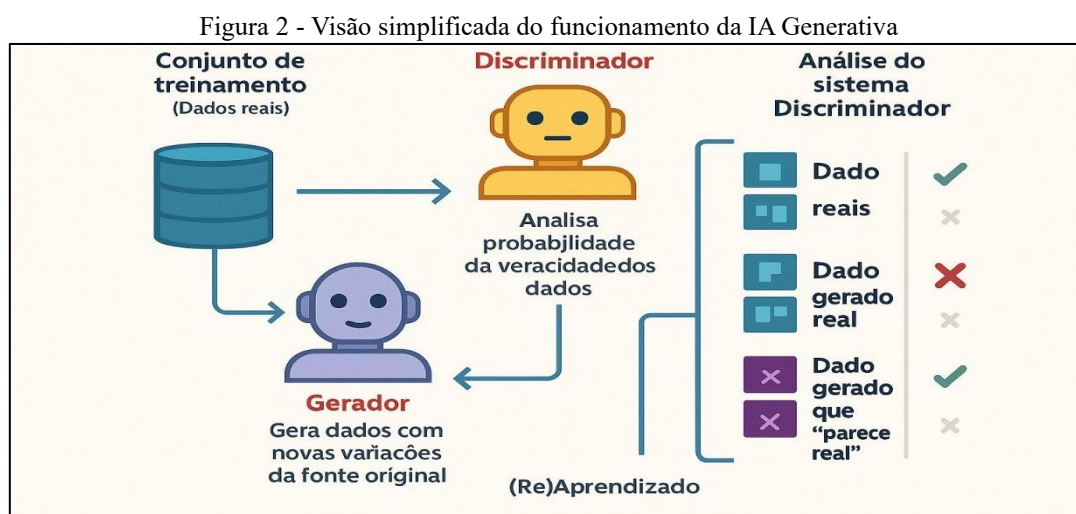 Figura 2 - Visão simplificada do funcionamento da IA Generativa
Conjunto de
treinamento
(Dados reais)
Discriminador
Analisa
probabjlidade
da veracidadedos
dados
Gerador
Gera dados com
novas variacôes
da fonte original
(Re)Aprendizado
Análise do
sistema
Discriminador
Dado
reais
Dado
gerado
real
Dado
gerado
que
“parece
real”